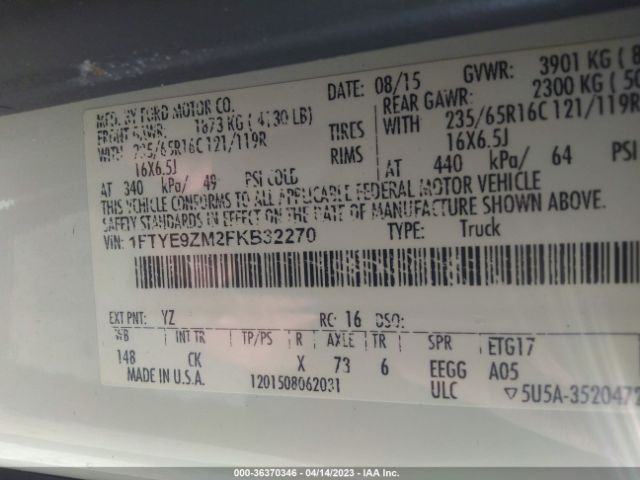 MFD. BY FORD MOTOR CO.
DATE: 08/15 GVWR: 3901 KG (
FRONT GAWR: 1873 KG (4130 LB)
REAR GAWR: 2300 KG (
WITH 235/65R16C 121/119R TIRES WITH 235/65R16C 121/119R
16X6.5J RIMS 16X6.5J
AT 340 kPa/ 49 PSI COLD AT 440 kPa/ 64 PSI
THIS VEHICLE CONFORMS TO ALL APPLICABLE FEDERAL MOTOR VEHICLE
SAFETY STANDARDS IN EFFECT ON THE DATE OF MANUFACTURE SHOWN ABOVE.
VIN: 1FTYE9ZM2FKB32270 TYPE: Truck
EXT PNT: YZ RC: 16 DSO:
WB INT TR TP/PS R AXLE TR SPR ETG17
148 CK X 73 6 EEGG A05
MADE IN U.S.A. 1201508062031 ULC ▽5U5A-3520472
000-36370346 - 04/14/2023 - IAA Inc.